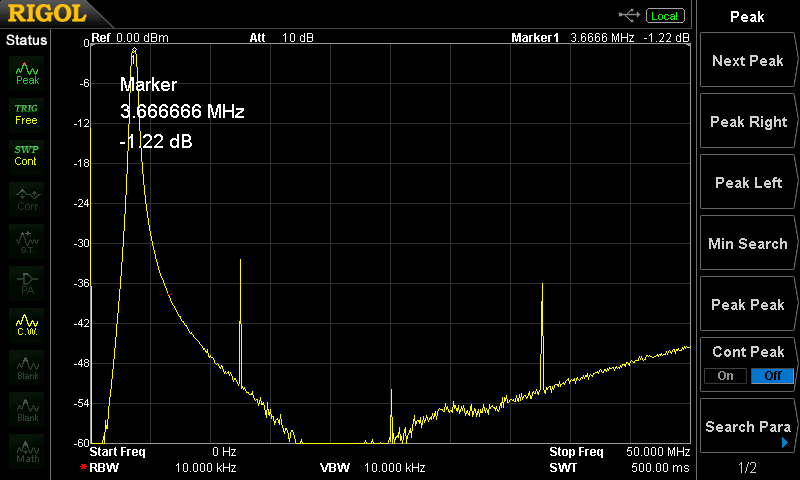 RIGOL
Local
Status
Ref 0.00 dBm Att 10 dB Marker1 3.6666 MHz -1.22 dB
Peak
TRIG
Free
SWP
Cont
Corr
S.T.
PA
C.W.
Blank
Blank
Math
0
-6
-12
-18
-24
-30
-36
-42
-48
-54
-60
Marker
3.666666 MHz
-1.22 dB
Start Freq 0 Hz Stop Freq 50.000 MHz
RBW 10.000 kHz VBW 10.000 kHz SWT 500.00 ms
Peak
Next Peak
Peak Right
Peak Left
Min Search
Peak Peak
Cont Peak
On Off
Search Para
1/2